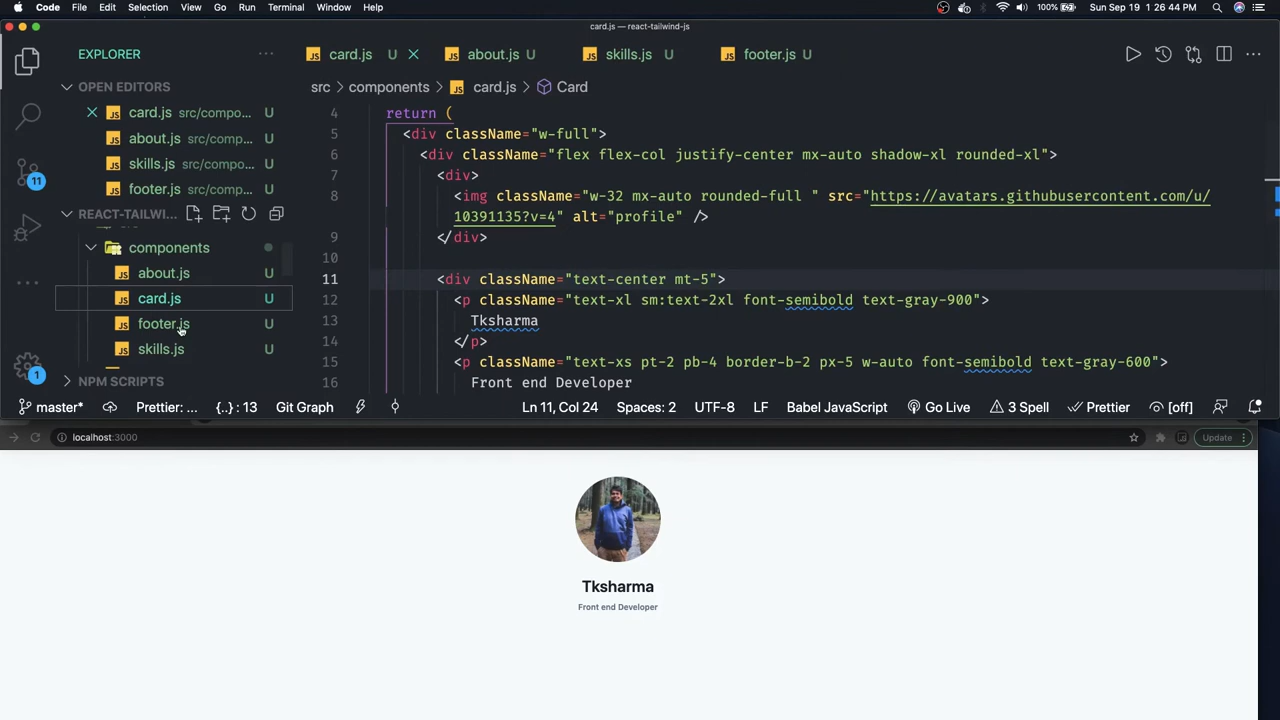 Code File Edit Selection View Go Run Terminal Window Help 100% Sun Sep 19 1:26:44 PM
card.js — react-tailwind-js
EXPLORER
card.js U
about.js U
skills.js U
footer.js U
OPEN EDITORS
src > components > card.js > Card
card.js src/compo... U
about.js src/comp... U
skills.js src/compo... U
footer.js src/comp... U
11
REACT-TAILWI...
components
about.js U
card.js U
footer.js U
skills.js U
NPM SCRIPTS
1
4 return (
5 <div className="w-full">
6 <div className="flex flex-col justify-center mx-auto shadow-xl rounded-xl">
7 <div>
8 <img className="w-32 mx-auto rounded-full " src="https://avatars.githubusercontent.com/u/
10391135?v=4" alt="profile" />
9 </div>
10
11 <div className="text-center mt-5">
12 <p className="text-xl sm:text-2xl font-semibold text-gray-900">
13 Tksharma
14 </p>
15 <p className="text-xs pt-2 pb-4 border-b-2 px-5 w-auto font-semibold text-gray-600">
16 Front end Developer
master* Prettier: ... {..} : 13 Git Graph Ln 11, Col 24 Spaces: 2 UTF-8 LF Babel JavaScript Go Live 3 Spell Prettier [off]
localhost:3000 Update
Tksharma
Front end Developer